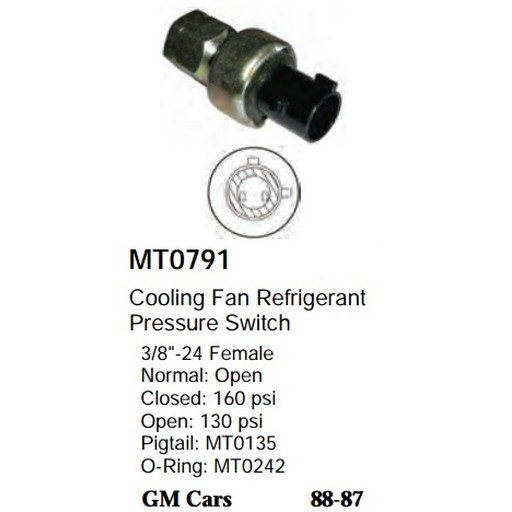 MT0791
Cooling Fan Refrigerant
Pressure Switch
3/8"-24 Female
Normal: Open
Closed: 160 psi
Open: 130 psi
Pigtail: MT0135
O-Ring: MT0242
GM Cars 88-87